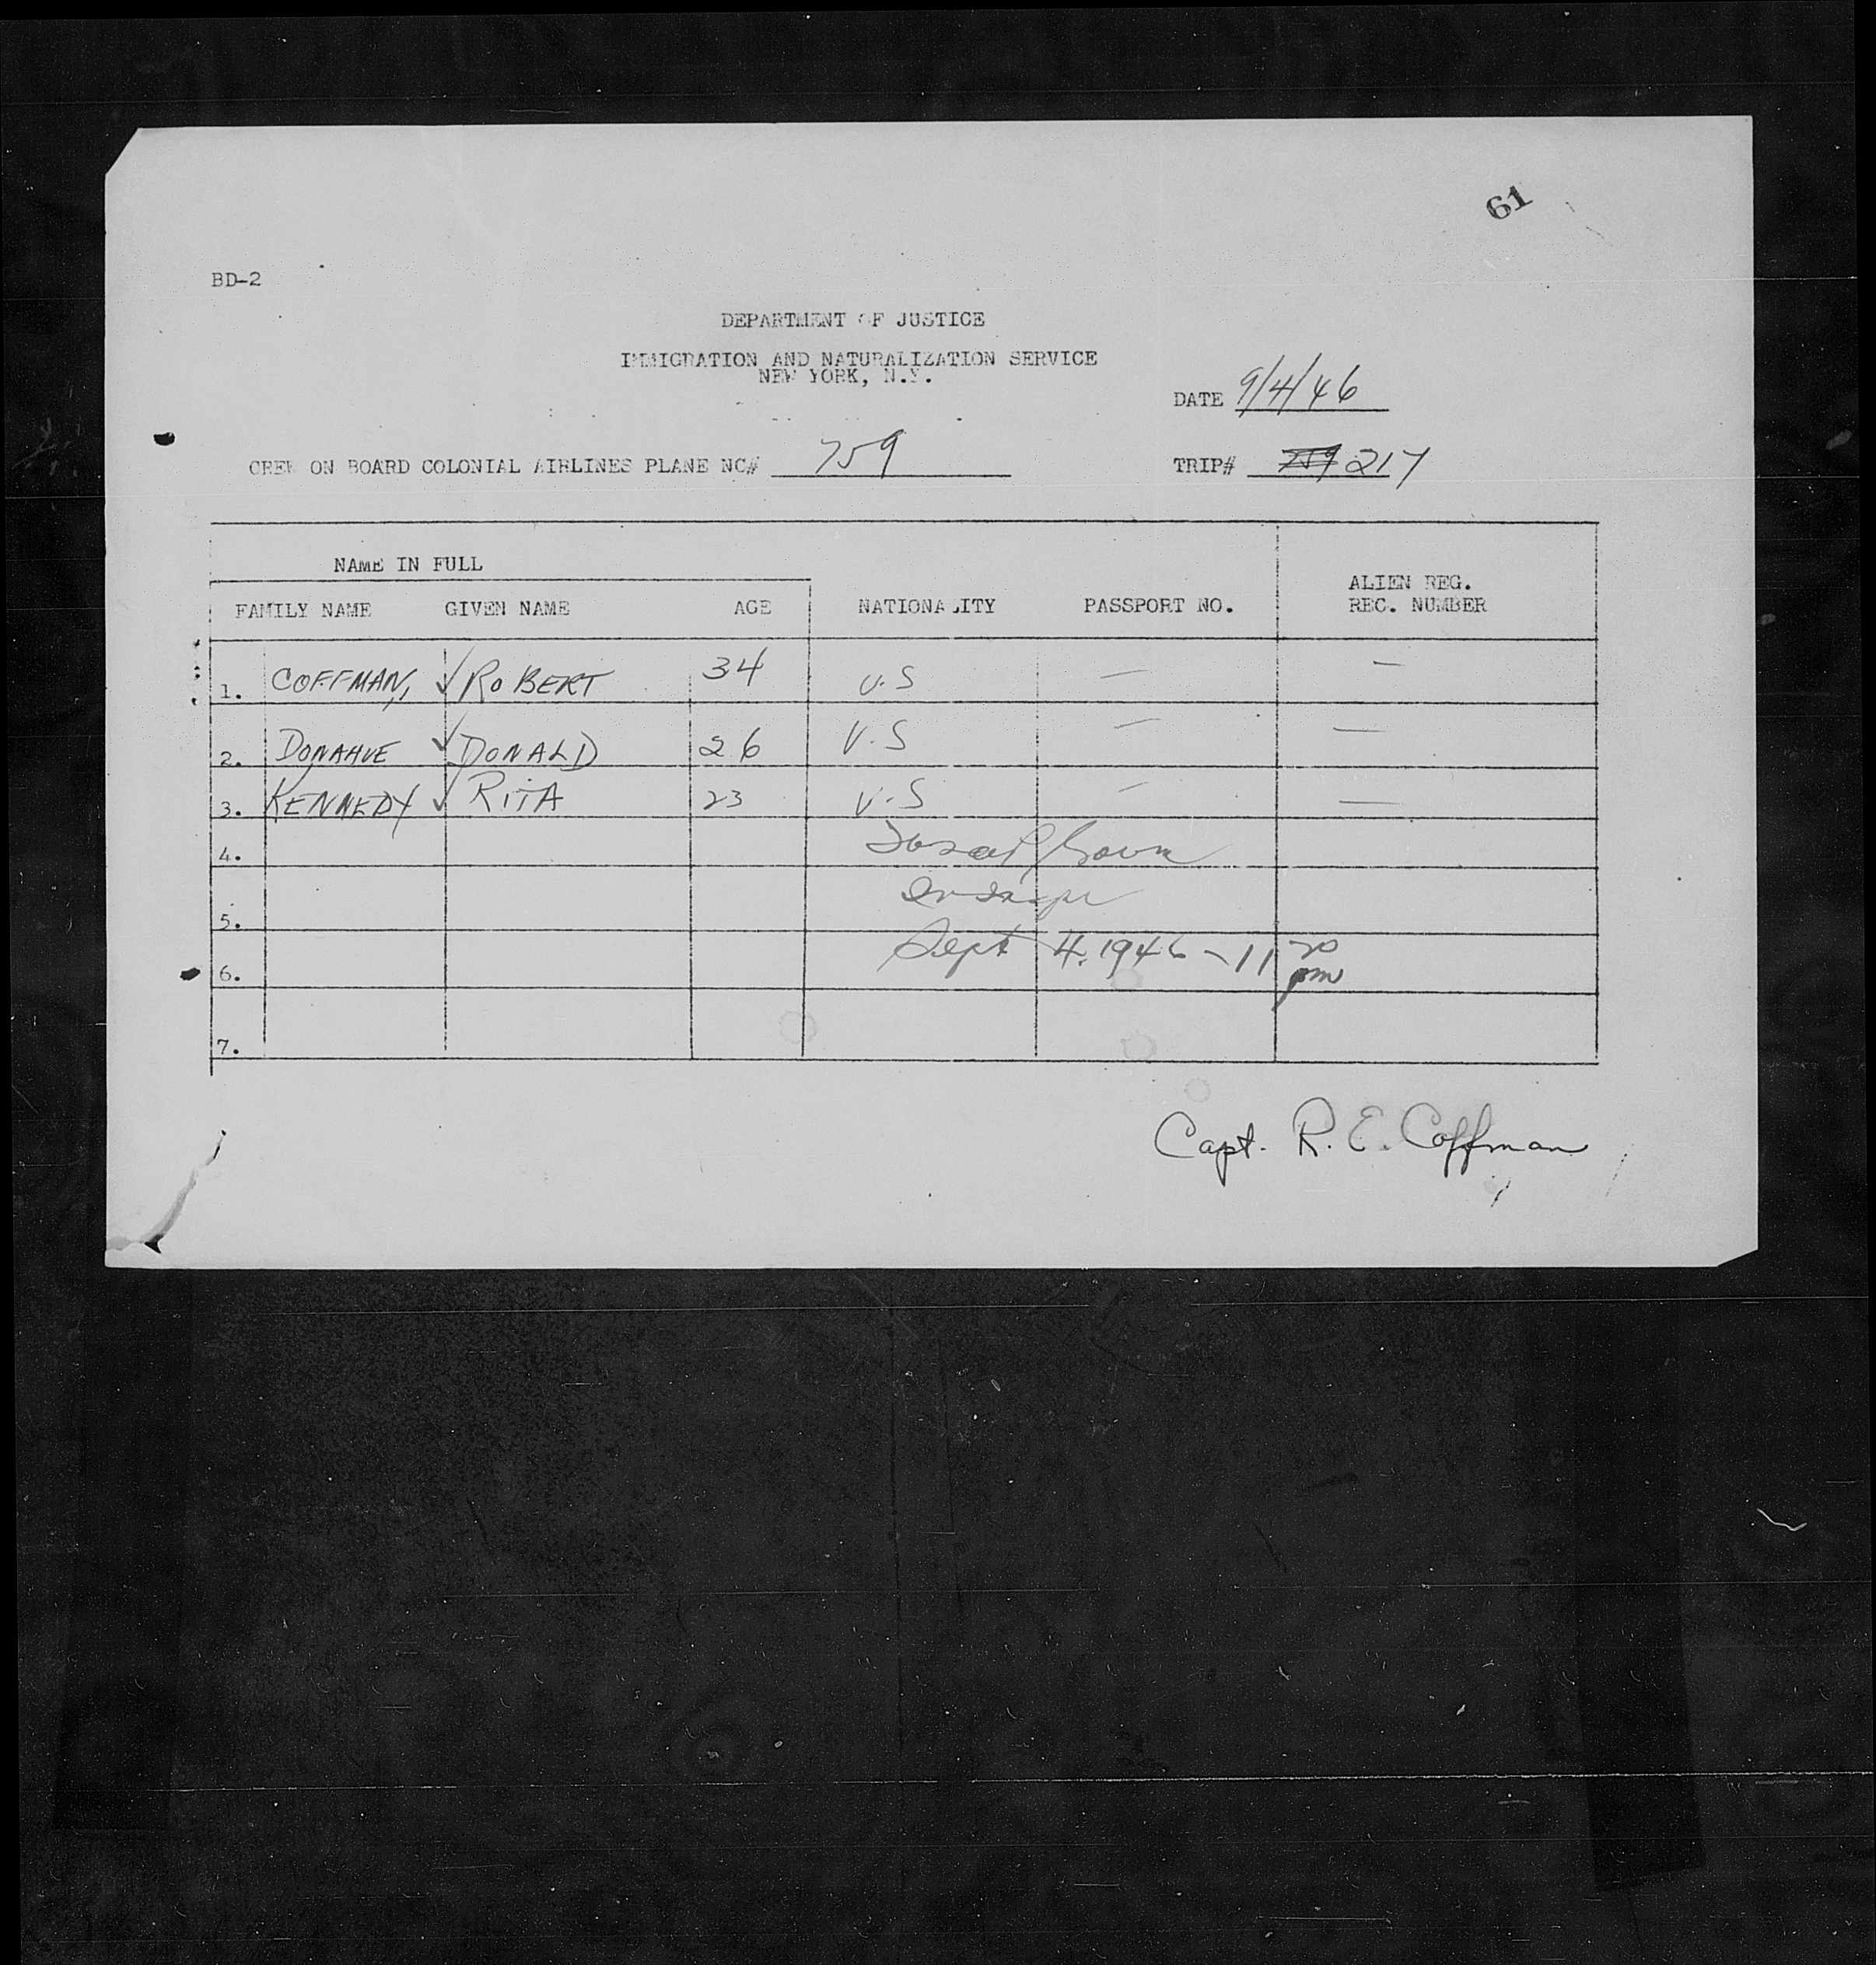 61
BD-2
DEPARTMENT OF JUSTICE
IMMIGRATION AND NATURALIZATION SERVICE
NEW YORK, N.Y.
DATE 9/4/46
CREW ON BOARD COLONIAL AIRLINES PLANE NC# 759
TRIP# 759 217
NAME IN FULL
FAMILY NAME GIVEN NAME AGE NATIONALITY PASSPORT NO. ALIEN REG. REC. NUMBER
1. COFFMAN, ✓ ROBERT 34 U.S — —
2. DONAHUE ✓ DONALD 26 U.S — —
3. KENNEDY ✓ RITA 23 U.S — —
4.
5.
6. Sept 4, 1946 - 11 20 pm
7.
Capt. R. E. Coffman